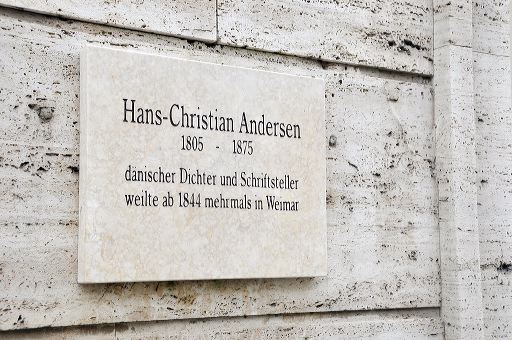 Hans-Christian Andersen
1805 - 1875
dänischer Dichter und Schriftsteller
weilte ab 1844 mehrmals in Weimar